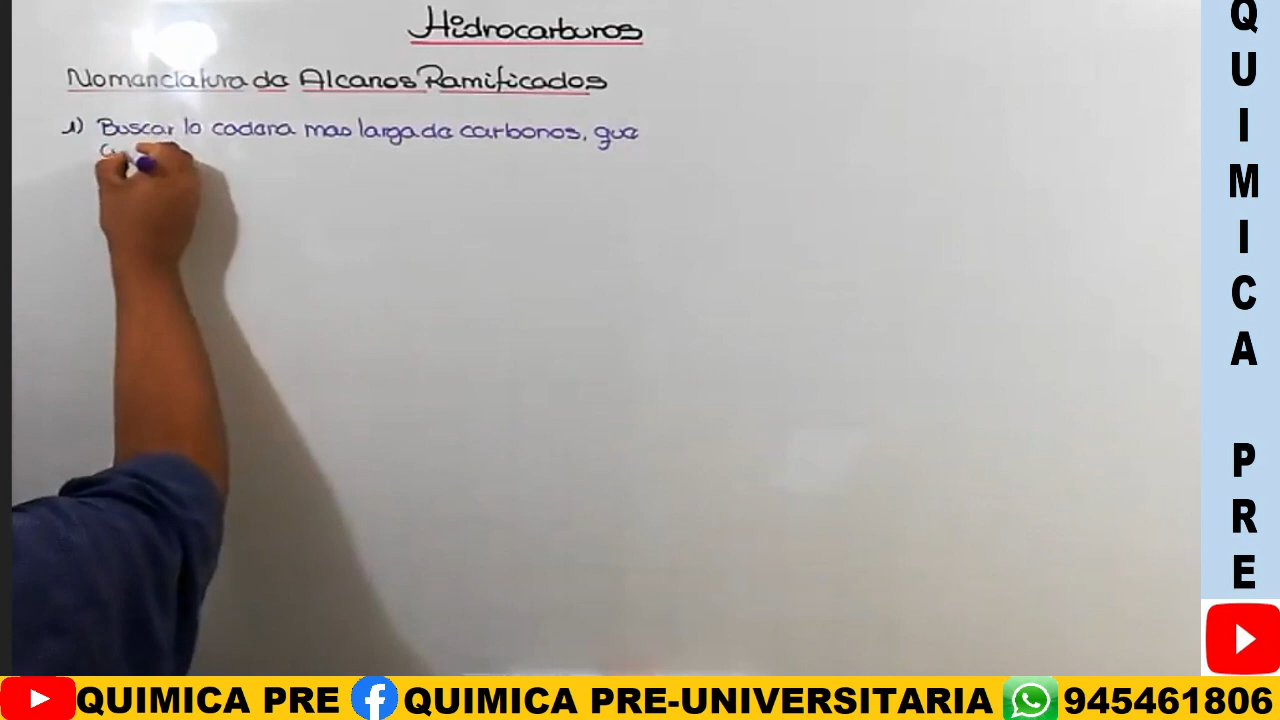 Hidrocarburos
Nomenclatura de Alcanos Ramificados
1) Buscar la cadena mas larga de carbonos, que
QUIMICA PRE
QUIMICA PRE QUIMICA PRE-UNIVERSITARIA 945461806